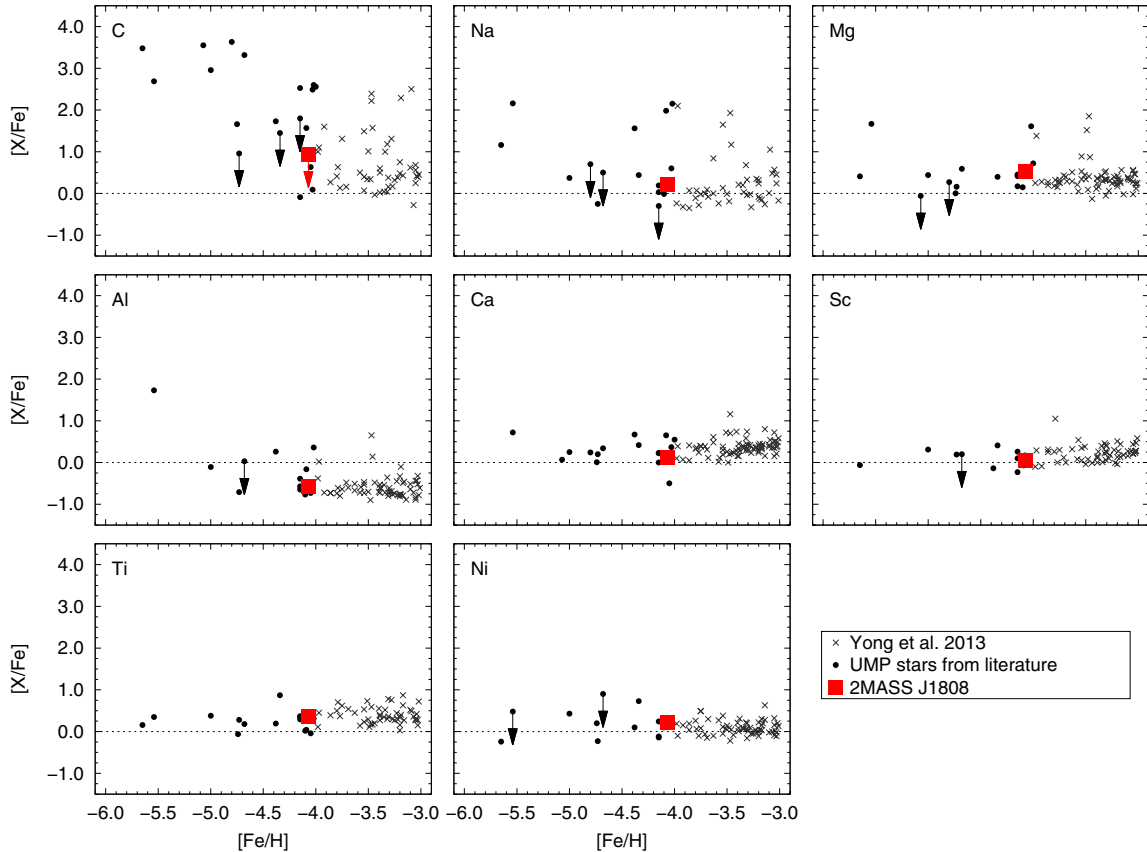 C
Na
Mg
[X/Fe]
4.0
3.0
2.0
1.0
0.0
−1.0
Al
Ca
Sc
[X/Fe]
4.0
3.0
2.0
1.0
0.0
−1.0
Ti
Ni
[X/Fe]
4.0
3.0
2.0
1.0
0.0
−1.0
Yong et al. 2013
UMP stars from literature
2MASS J1808
−6.0 −5.5 −5.0 −4.5 −4.0 −3.5 −3.0
−6.0 −5.5 −5.0 −4.5 −4.0 −3.5 −3.0
[Fe/H]
[Fe/H]